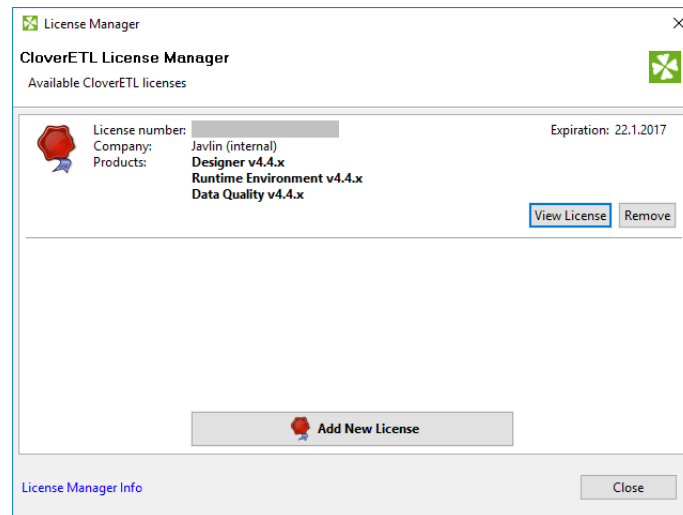 License Manager
CloverETL License Manager
Available CloverETL licenses
License number:
Expiration: 22.1.2017
Company: Javlin (internal)
Products: Designer v4.4.x
Runtime Environment v4.4.x
Data Quality v4.4.x
View License Remove
Add New License
License Manager Info Close